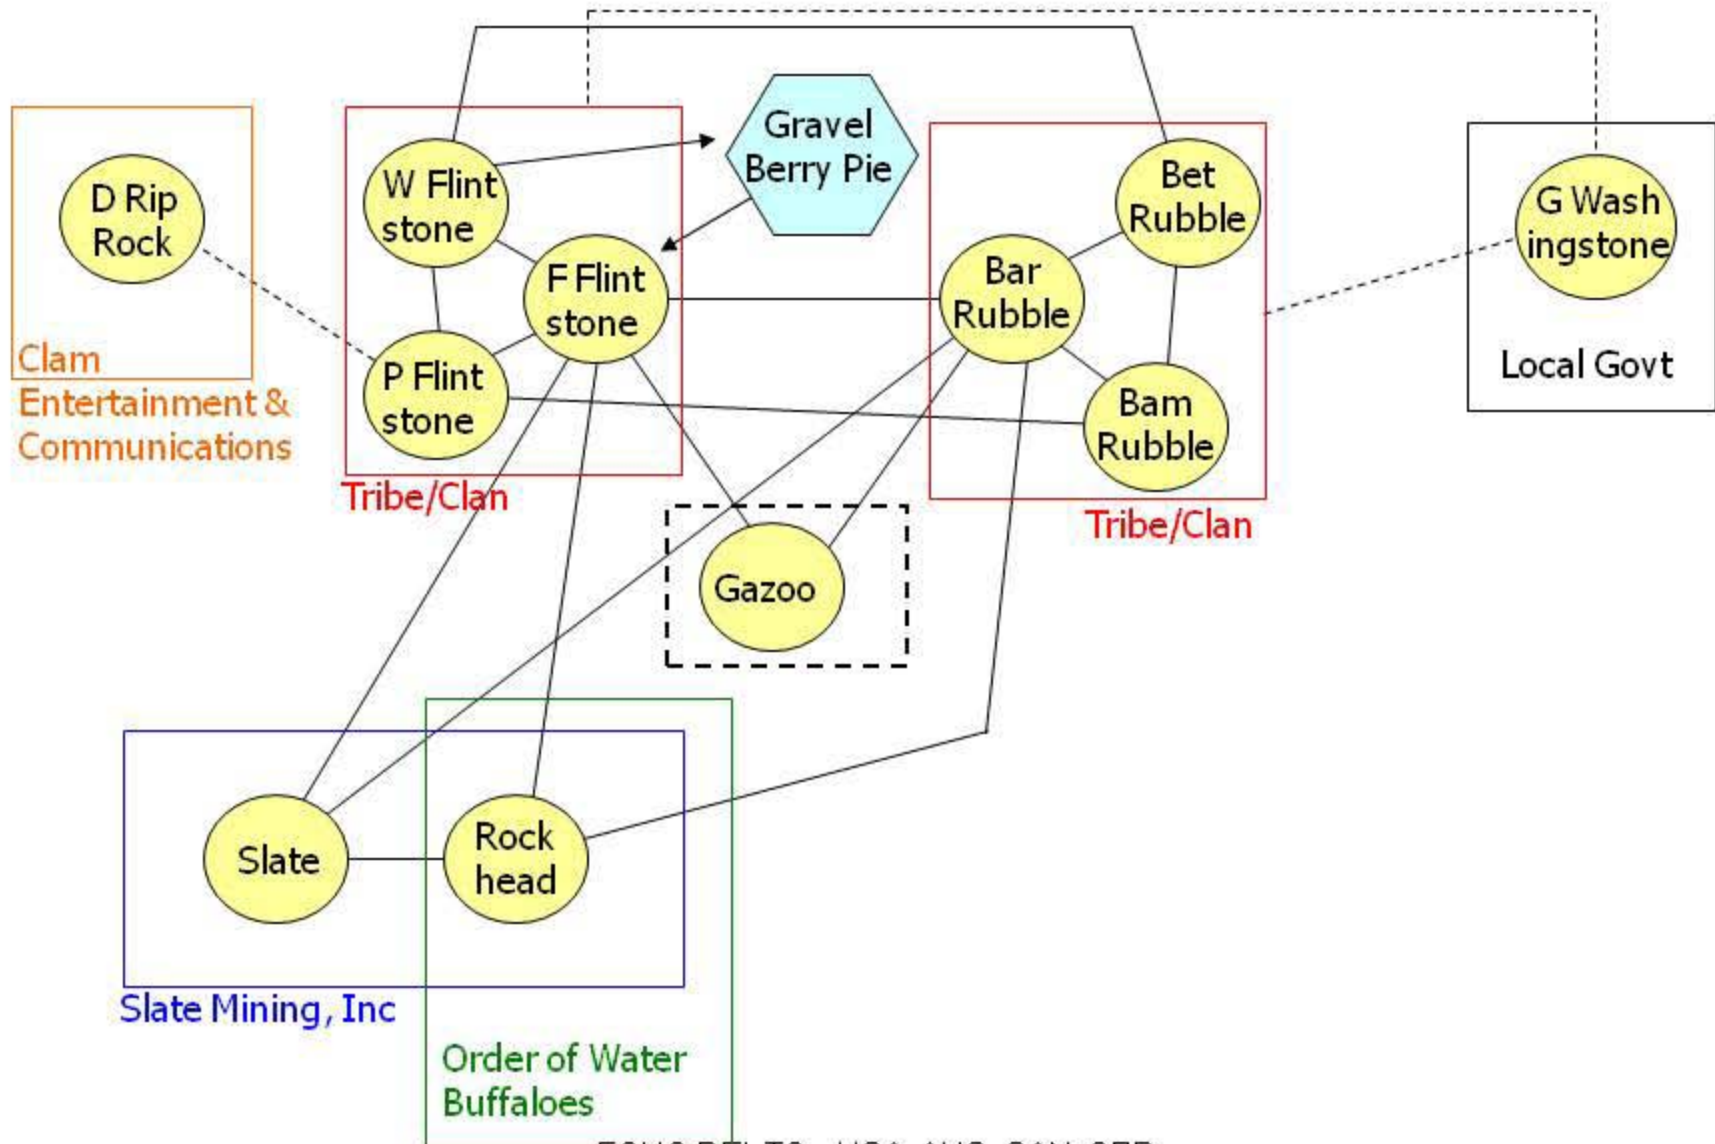 Gravel
Berry Pie
D Rip
Rock
W Flint
stone
F Flint
stone
P Flint
stone
Bet
Rubble
Bar
Rubble
Bam
Rubble
G Wash
ingstone
Local Govt
Clam
Entertainment &
Communications
Tribe/Clan
Tribe/Clan
Gazoo
Slate
Rock
head
Slate Mining, Inc
Order of Water
Buffaloes